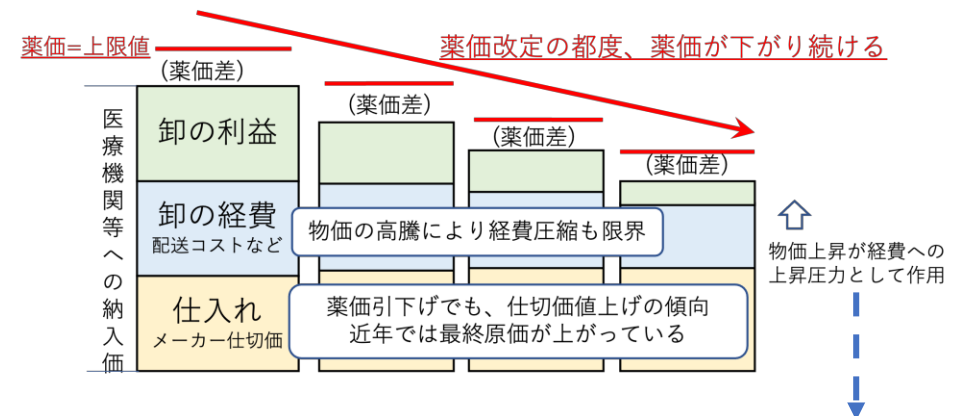 薬価=上限値
薬価改定の都度、薬価が下がり続ける
(薬価差)
(薬価差)
(薬価差)
(薬価差)
医療機関等への納入価
卸の利益
卸の経費
配送コストなど
物価の高騰により経費圧縮も限界
物価上昇が経費への
上昇圧力として作用
仕入れ
メーカー仕切価
薬価引下げでも、仕切価値上げの傾向
近年では最終原価が上がっている